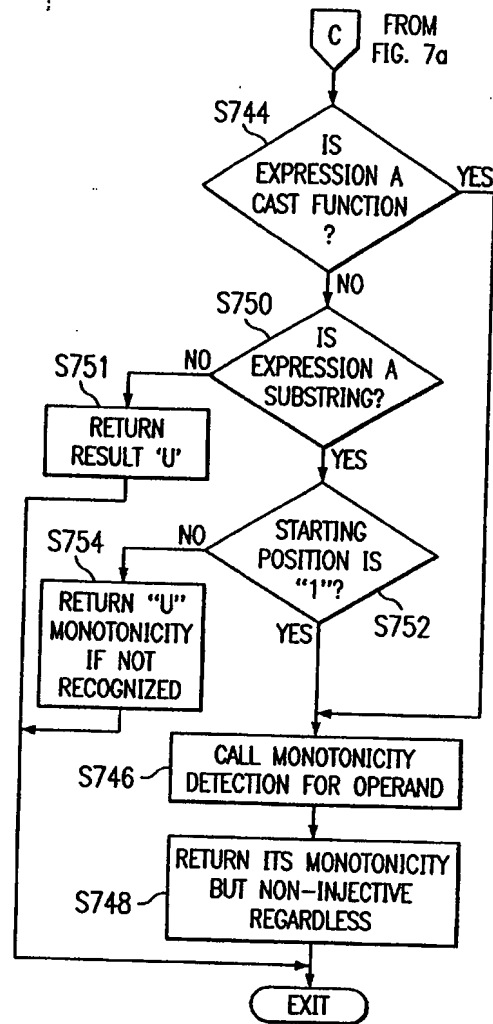 C
FROM
FIG. 7a
S744
IS
EXPRESSION A
CAST FUNCTION
?
YES
NO
S750
IS
EXPRESSION A
SUBSTRING?
NO
S751
RETURN
RESULT 'U'
YES
STARTING
POSITION IS
"1"?
NO
S754
RETURN "U"
MONOTONICITY
IF NOT
RECOGNIZED
S752
YES
CALL MONOTONICITY
DETECTION FOR OPERAND
S746
RETURN ITS MONOTONICITY
BUT NON-INJECTIVE
REGARDLESS
S748
EXIT